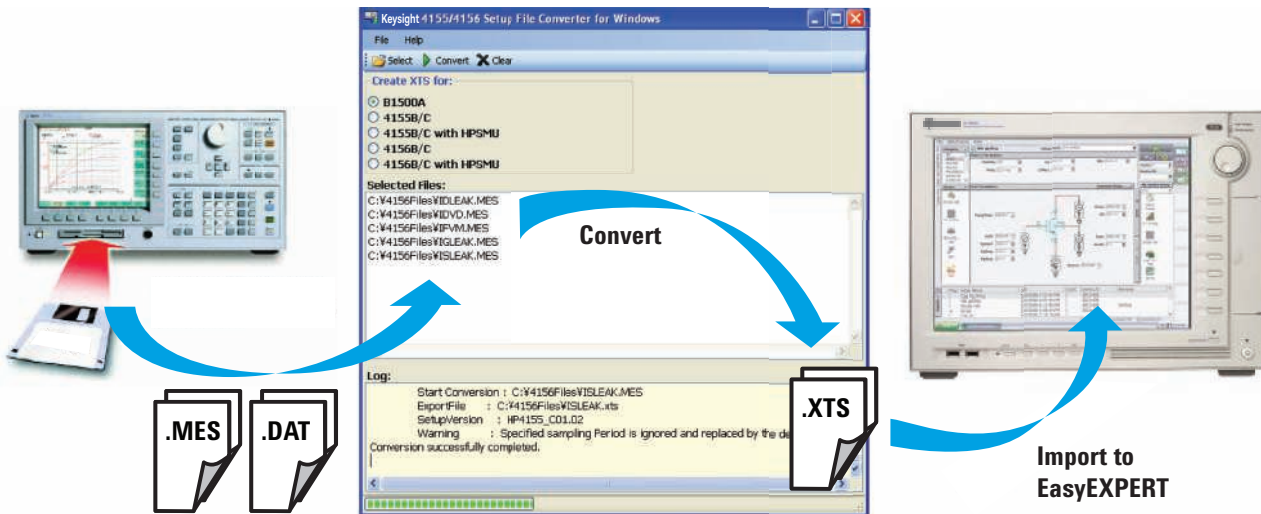 Keysight 4155/4156 Setup File Converter for Windows
File Help
Select Convert Clear
Create XTS for:
B1500A
4155B/C
4155B/C with HPSMU
4156B/C
4156B/C with HPSMU
Selected Files:
C:¥4156Files¥IDLEAK.MES
C:¥4156Files¥IDVD.MES
C:¥4156Files¥IFVM.MES
C:¥4156Files¥IGLEAK.MES
C:¥4156Files¥ISLEAK.MES
Convert
Log:
Start Conversion : C:¥4156Files¥ISLEAK.MES
ExportFile : C:¥4156Files¥ISLEAK.xts
SetupVersion : HP4155_C01.02
Warning : Specified sampling Period is ignored and replaced by the de
Conversion successfully completed.
.MES
.DAT
.XTS
Import to
EasyEXPERT